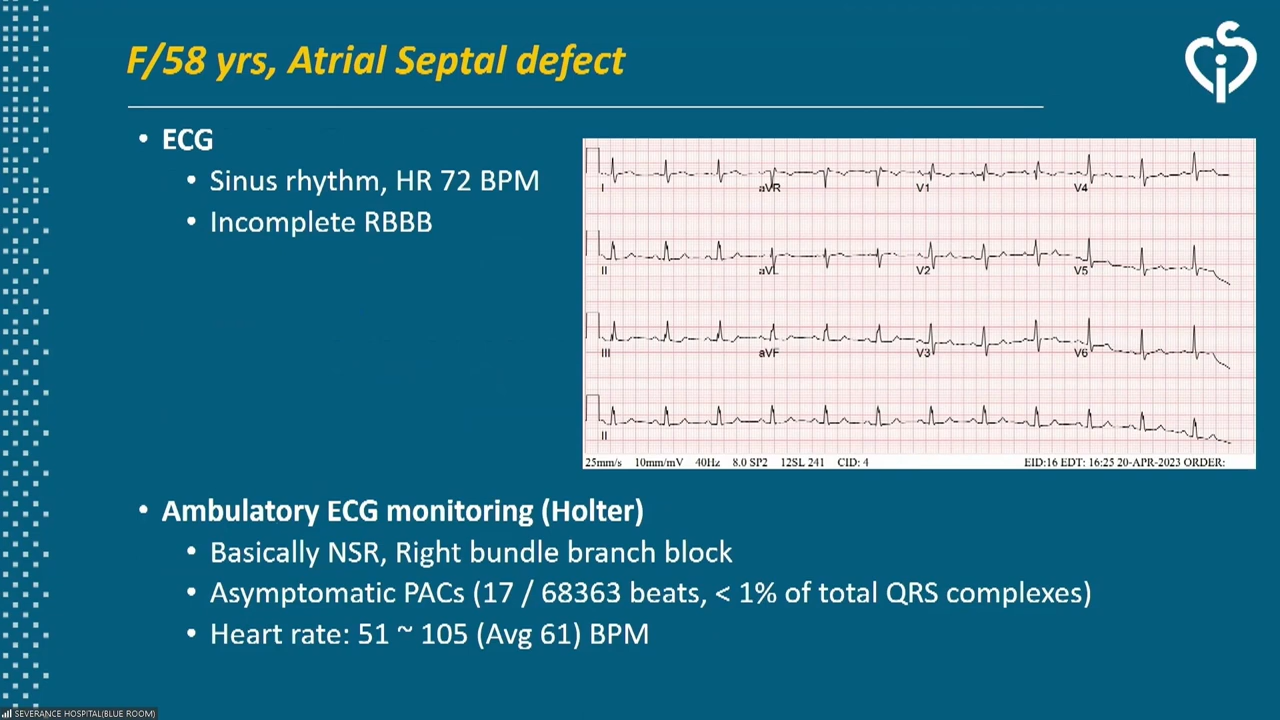 F/58 yrs, Atrial Septal defect
• ECG
• Sinus rhythm, HR 72 BPM
• Incomplete RBBB
I aVR V1 V4
II aVL V2 V5
III aVF V3 V6
II
25mm/s 10mm/mV 40Hz 8.0 SP2 12SL 241 CID: 4 EID:16 EDT: 16:25 20-APR-2023 ORDER:
• Ambulatory ECG monitoring (Holter)
• Basically NSR, Right bundle branch block
• Asymptomatic PACs (17 / 68363 beats, < 1% of total QRS complexes)
• Heart rate: 51 ~ 105 (Avg 61) BPM
SEVERANCE HOSPITAL(BLUE ROOM)